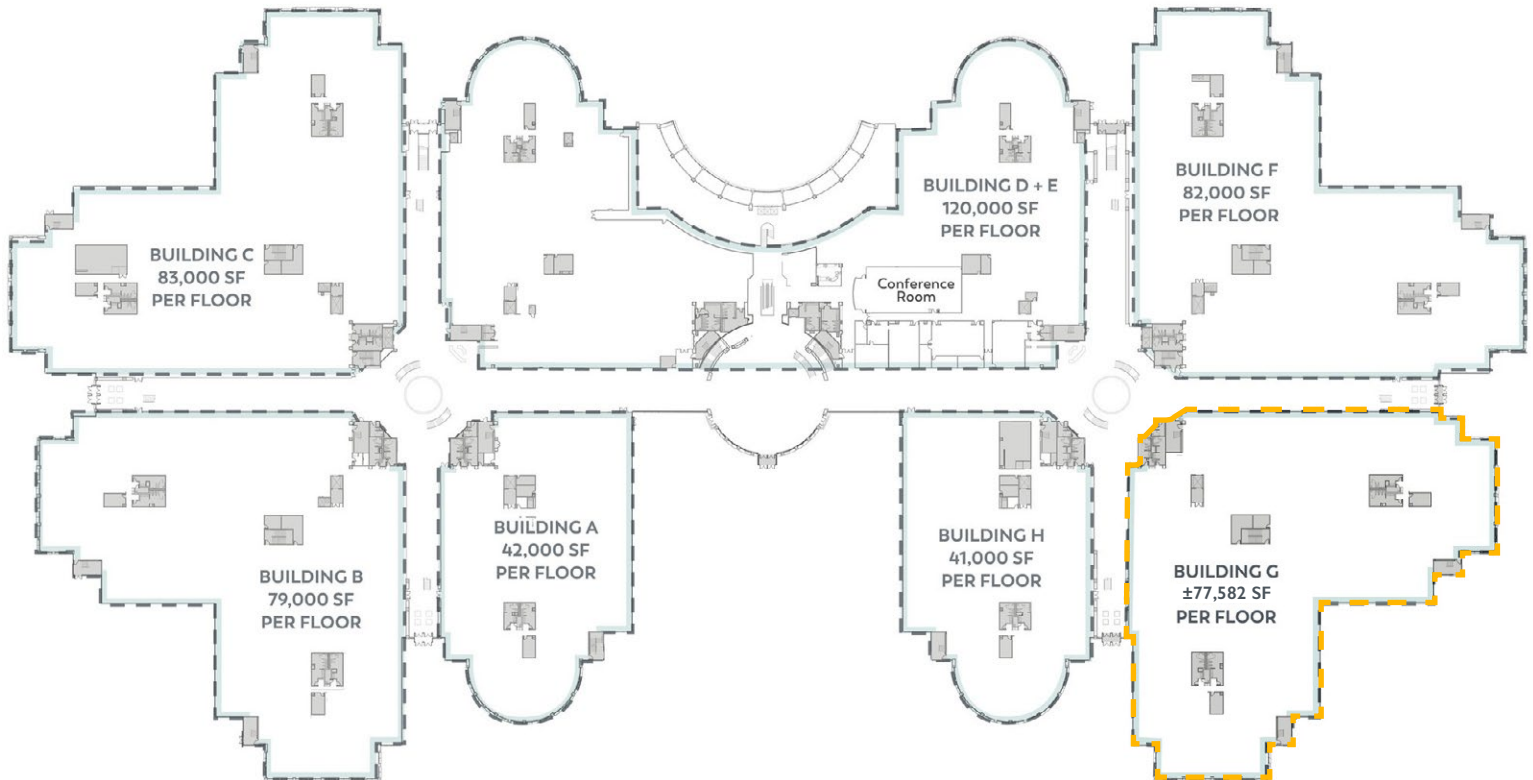 BUILDING C
83,000 SF
PER FLOOR
BUILDING D + E
120,000 SF
PER FLOOR
Conference
Room
BUILDING F
82,000 SF
PER FLOOR
BUILDING B
79,000 SF
PER FLOOR
BUILDING A
42,000 SF
PER FLOOR
BUILDING H
41,000 SF
PER FLOOR
BUILDING G
±77,582 SF
PER FLOOR